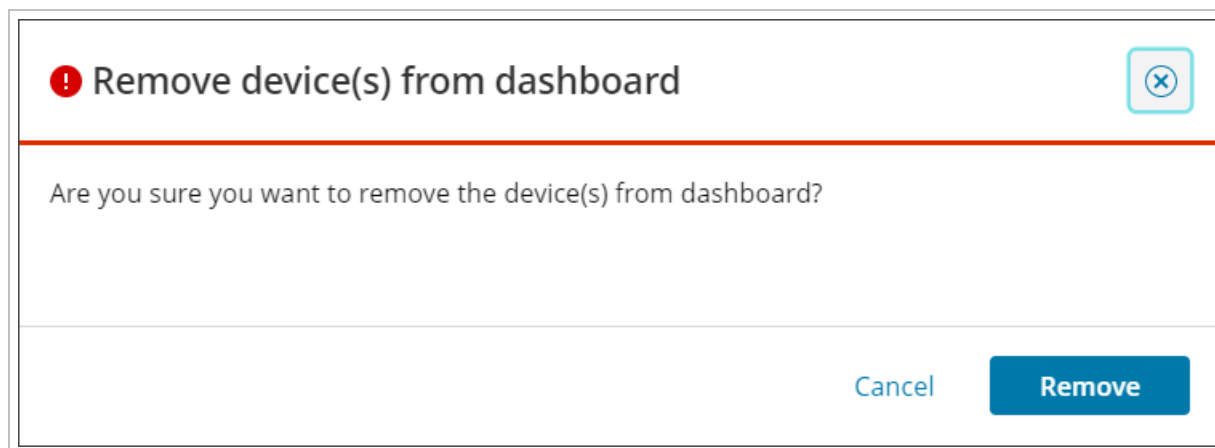 Remove device(s) from dashboard
Are you sure you want to remove the device(s) from dashboard?
Cancel Remove